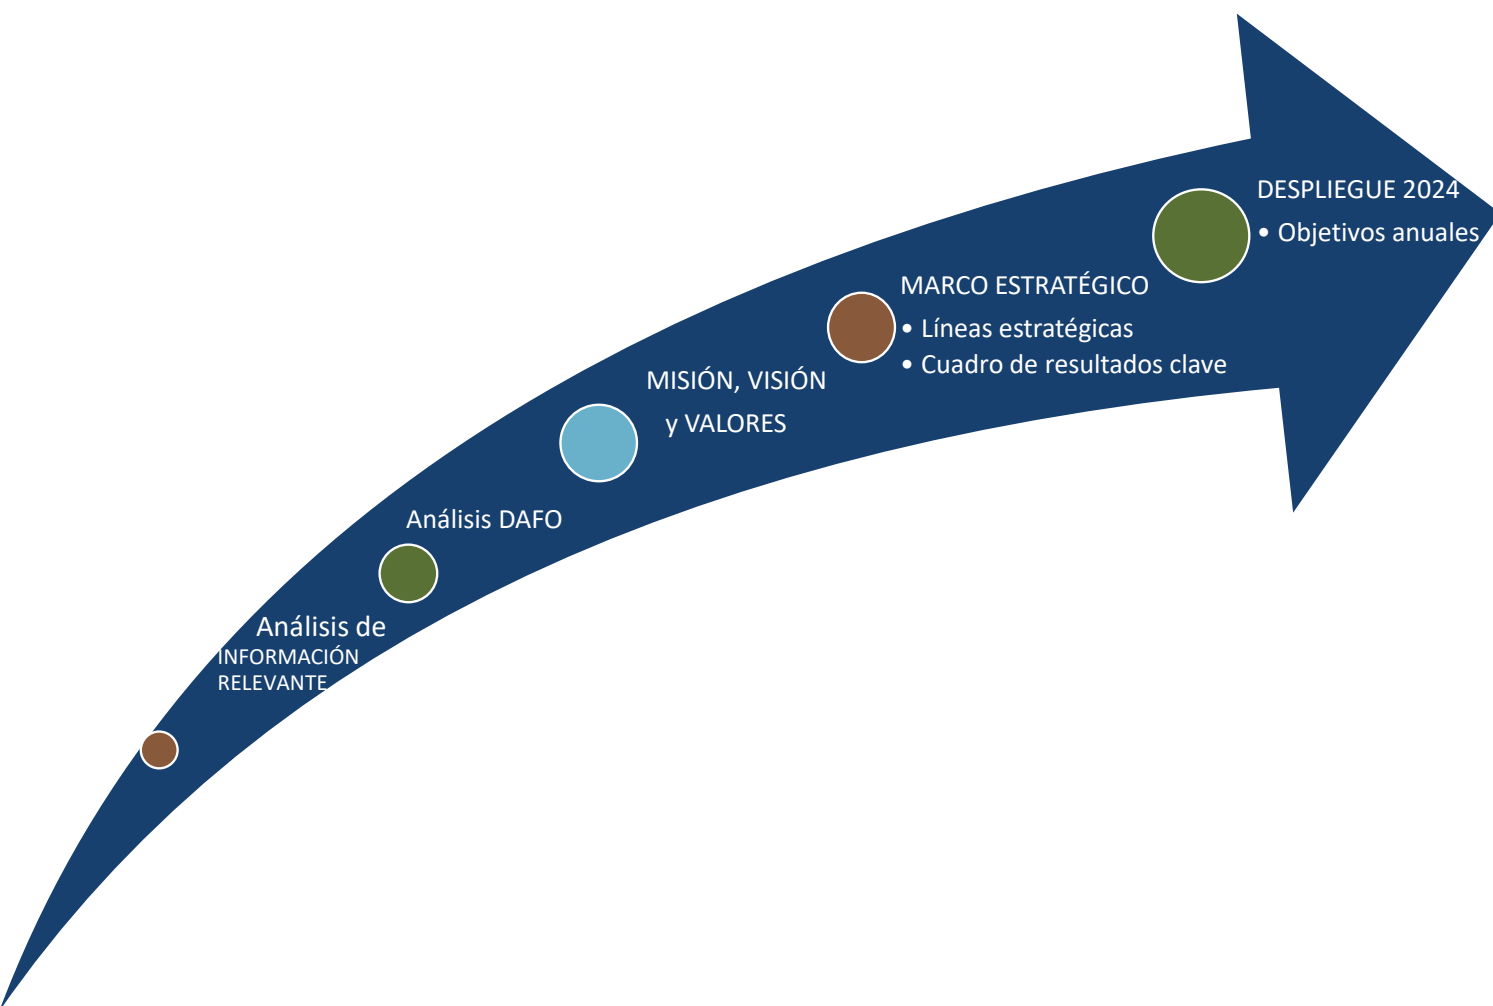 DESPLIEGUE 2024
• Objetivos anuales
MARCO ESTRATÉGICO
• Líneas estratégicas
• Cuadro de resultados clave
MISIÓN, VISIÓN
y VALORES
Análisis DAFO
Análisis de
INFORMACIÓN
RELEVANTE